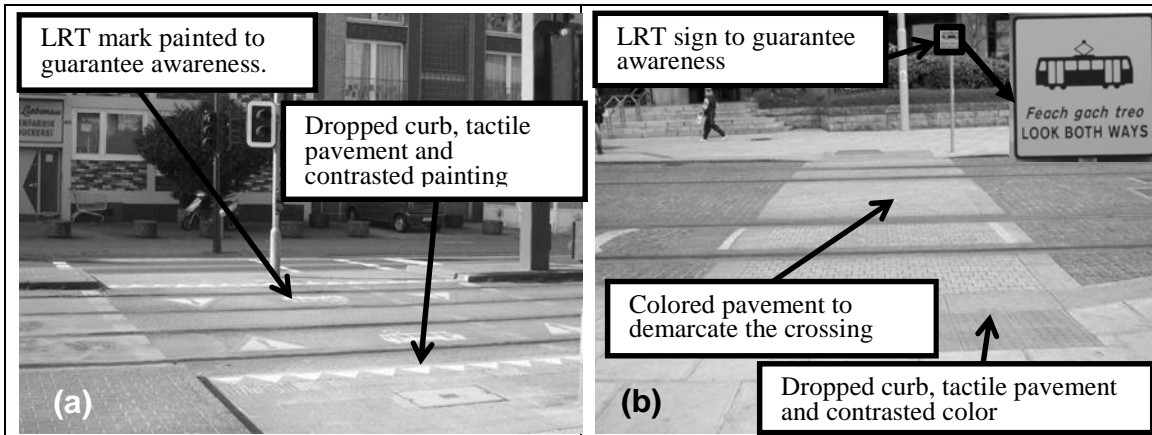 LRT mark painted to
guarantee awareness.
Dropped curb, tactile
pavement and
contrasted painting
Liebenau
(a)
LRT sign to guarantee
awareness
Feach gach treo
LOOK BOTH WAYS
Colored pavement to
demarcate the crossing
Dropped curb, tactile pavement
and contrasted color
(b)